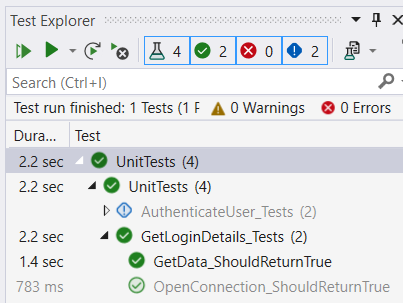 Test Explorer
4 2 0 2
Search (Ctrl+I)
Test run finished: 1 Tests (1 0 Warnings 0 Errors
Dura... Test
2.2 sec UnitTests (4)
2.2 sec UnitTests (4)
AuthenticateUser_Tests (2)
2.2 sec GetLoginDetails_Tests (2)
1.4 sec GetData_ShouldReturnTrue
783 ms OpenConnection_ShouldReturnTrue